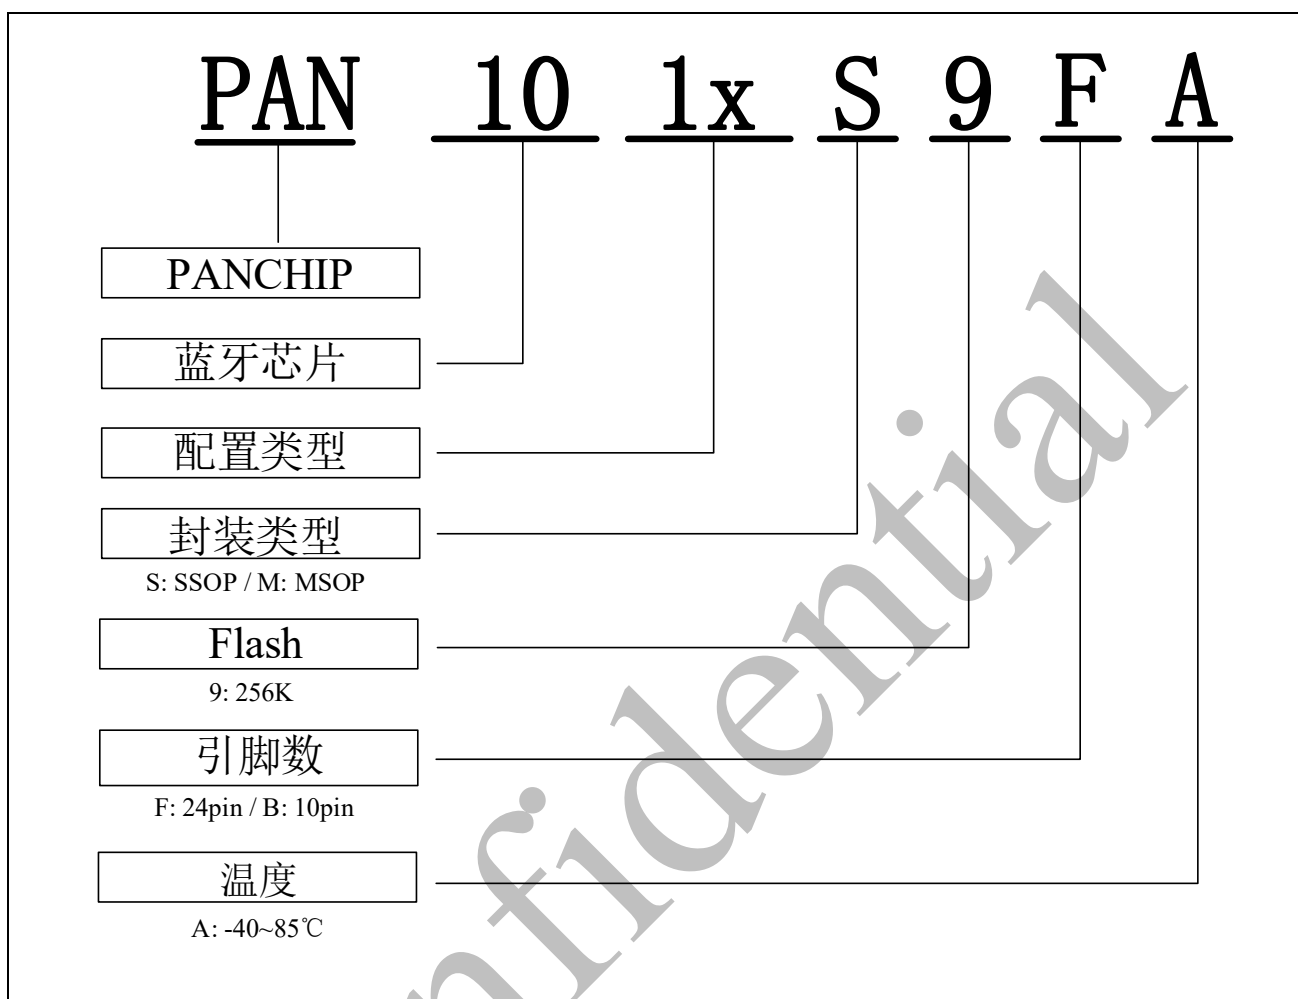 PAN 10 1x S 9 F A
PANCHIP
蓝牙芯片
配置类型
封装类型
S: SSOP / M: MSOP
Flash
9: 256K
引脚数
F: 24pin / B: 10pin
温度
A: -40~85℃
nfidential